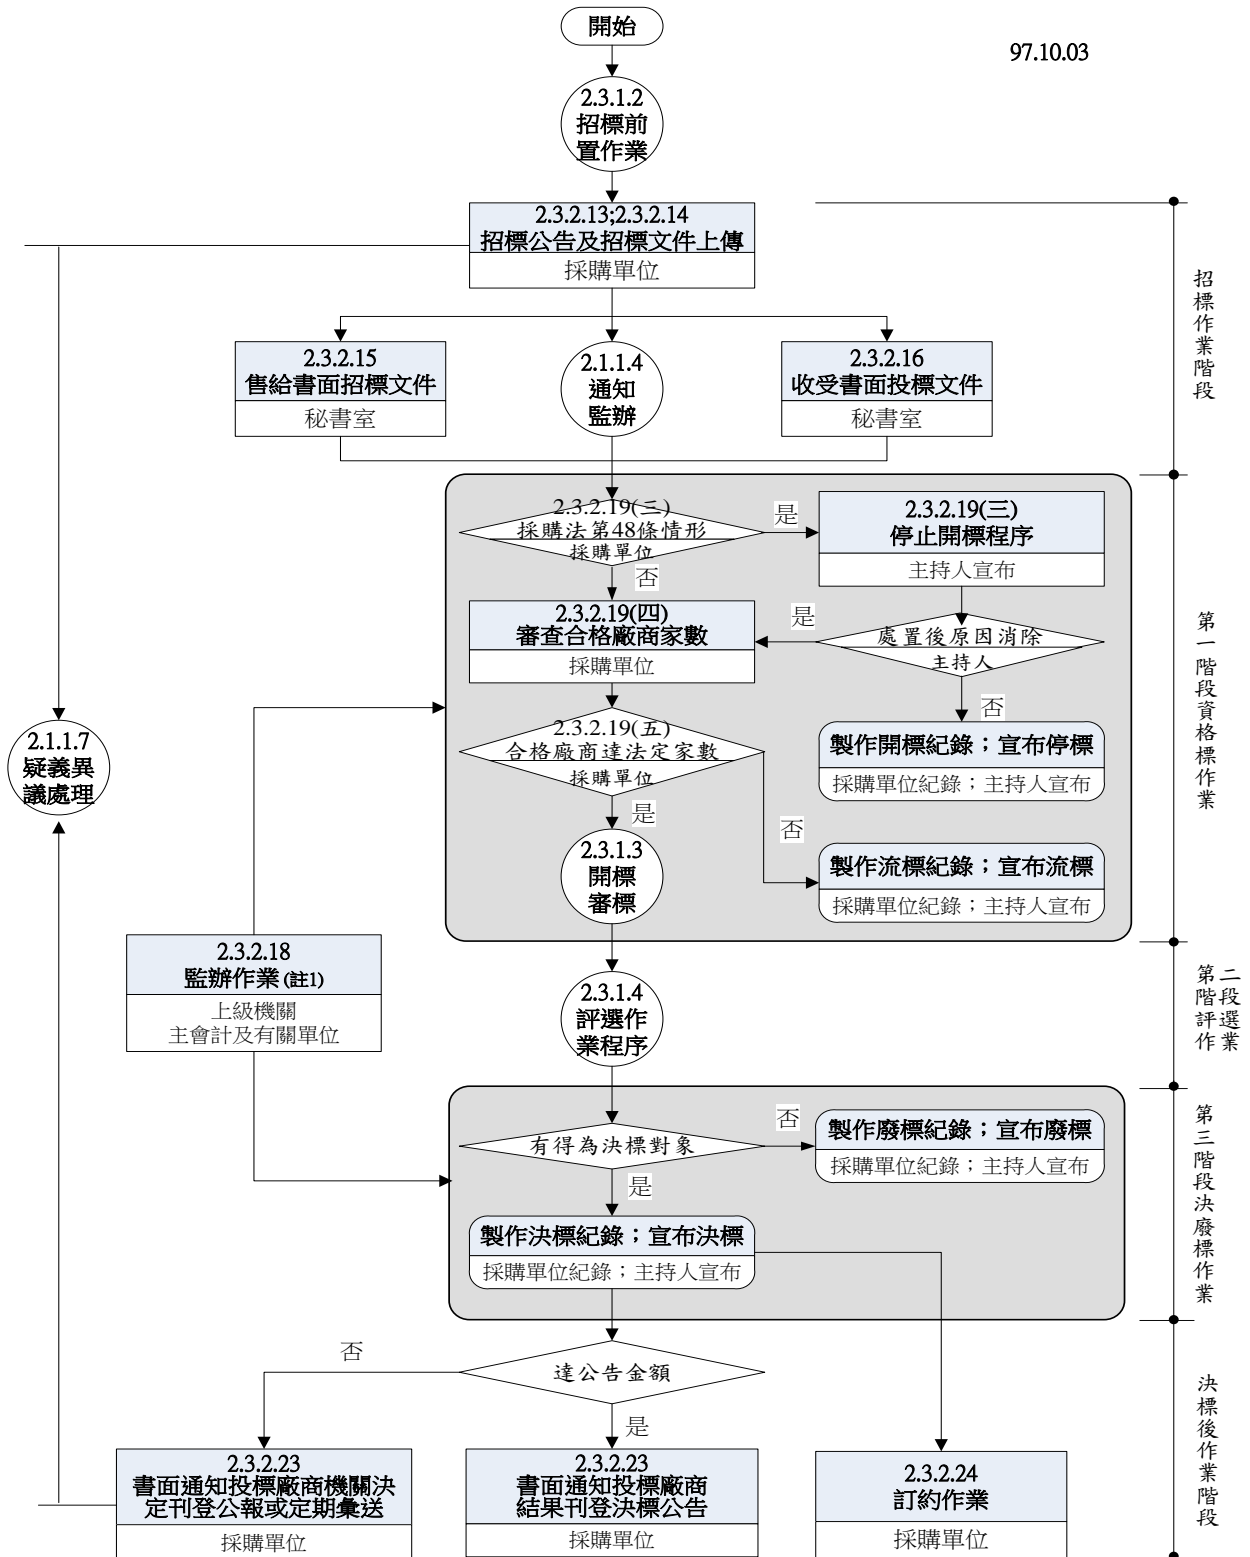 開始
97.10.03
2.3.1.2
招標前
置作業
2.3.2.13;2.3.2.14
招標公告及招標文件上傳
採購單位
招標作業階段
2.3.2.15
售給書面招標文件
秘書室
2.1.1.4
通知
監辦
2.3.2.16
收受書面投標文件
秘書室
2.3.2.19(三)
採購法第48條情形
採購單位
是
否
2.3.2.19(三)
停止開標程序
主持人宣布
2.3.2.19(四)
審查合格廠商家數
採購單位
是
處置後原因消除
主持人
否
第一階段資格標作業
2.3.2.19(五)
合格廠商達法定家數
採購單位
是
否
製作開標紀錄；宣布停標
採購單位紀錄；主持人宣布
2.1.1.7
疑義異
議處理
2.3.1.3
開標
審標
製作流標紀錄；宣布流標
採購單位紀錄；主持人宣布
2.3.2.18
監辦作業(註1)
上級機關
主會計及有關單位
2.3.1.4
評選作
業程序
第二
階段
評選
作業
有得為決標對象
否
是
製作廢標紀錄；宣布廢標
採購單位紀錄；主持人宣布
製作決標紀錄；宣布決標
採購單位紀錄；主持人宣布
第三階段決廢標作業
達公告金額
否
是
決標後作業階段
2.3.2.23
書面通知投標廠商機關決
定刊登公報或定期彙送
採購單位
2.3.2.23
書面通知投標廠商
結果刊登決標公告
採購單位
2.3.2.24
訂約作業
採購單位